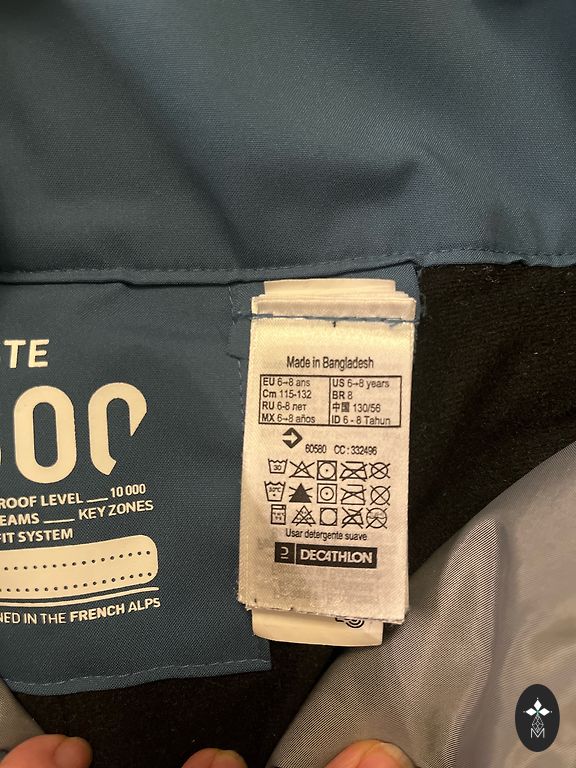 STE
500
ROOF LEVEL — 10 000
EAMS — KEY ZONES
FIT SYSTEM
NED IN THE FRENCH ALPS
Made in Bangladesh
EU 6→8 ans US 6→8 years
Cm 115-132 BR 8
RU 6-8 лет 中国 130/56
MX 6→8 años ID 6 - 8 Tahun
60580 CC: 332496
Usar detergente suave
DECATHLON
M